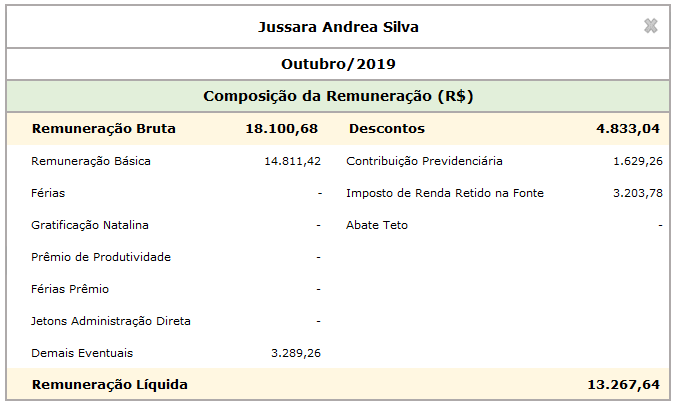 Jussara Andrea Silva
Outubro/2019
Composição da Remuneração (R$)
Remuneração Bruta 18.100,68 Descontos 4.833,04
Remuneração Básica 14.811,42 Contribuição Previdenciária 1.629,26
Férias - Imposto de Renda Retido na Fonte 3.203,78
Gratificação Natalina - Abate Teto -
Prêmio de Produtividade -
Férias Prêmio -
Jetons Administração Direta -
Demais Eventuais 3.289,26
Remuneração Líquida 13.267,64